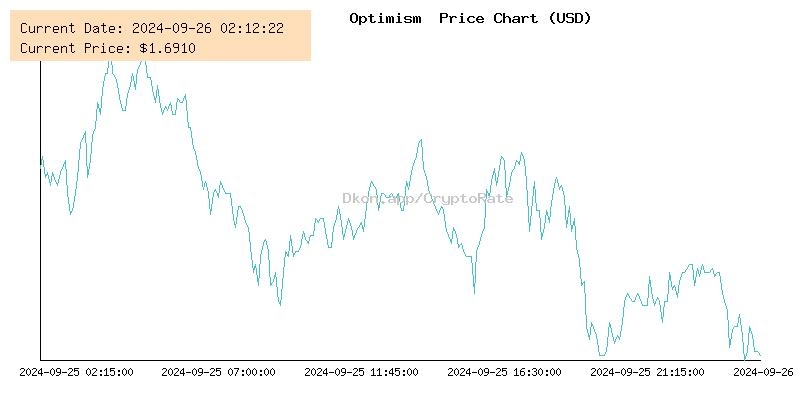 Optimism  Price Chart (USD)
Current Date: 2024-09-26 02:12:22
Current Price: $1.6910
Dkon.app/CryptoRate
2024-09-25 02:15:00 2024-09-25 07:00:00 2024-09-25 11:45:00 2024-09-25 16:30:00 2024-09-25 21:15:00 2024-09-26